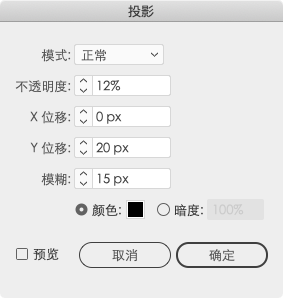 投影
模式: 正常
不透明度: 12%
X 位移: 0 px
Y 位移: 20 px
模糊: 15 px
颜色: 暗度: 100%
预览 取消 确定